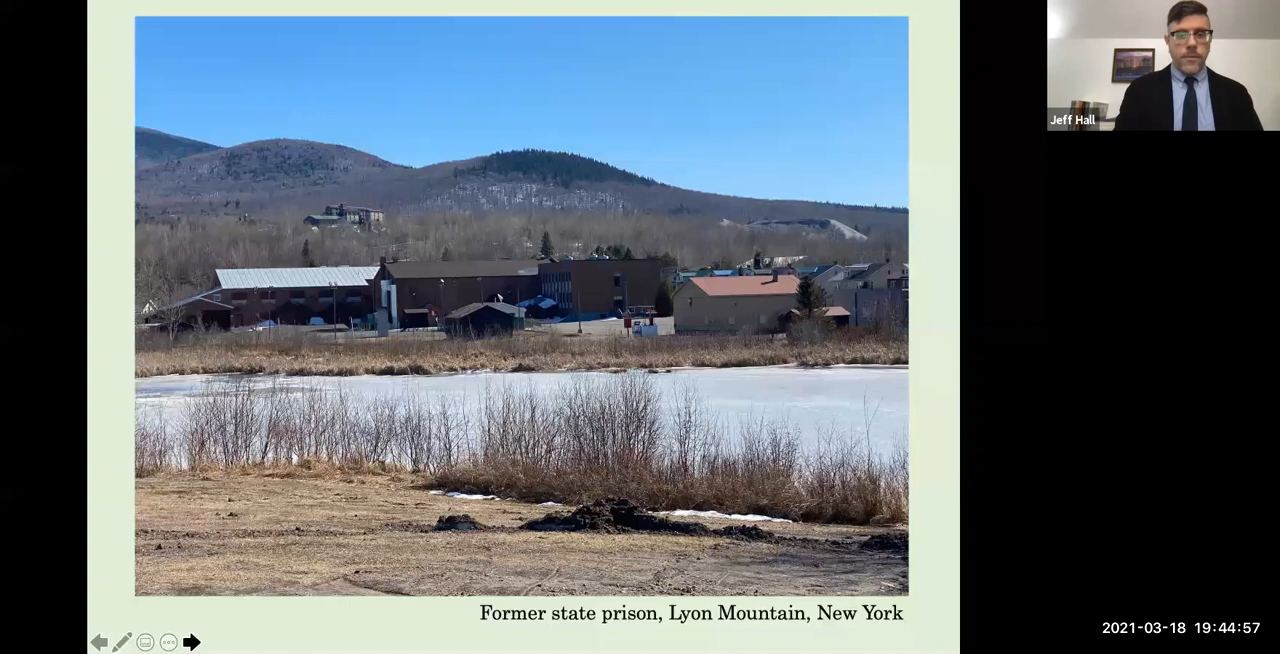 Jeff Hall
Former state prison, Lyon Mountain, New York
2021-03-18 19:44:57